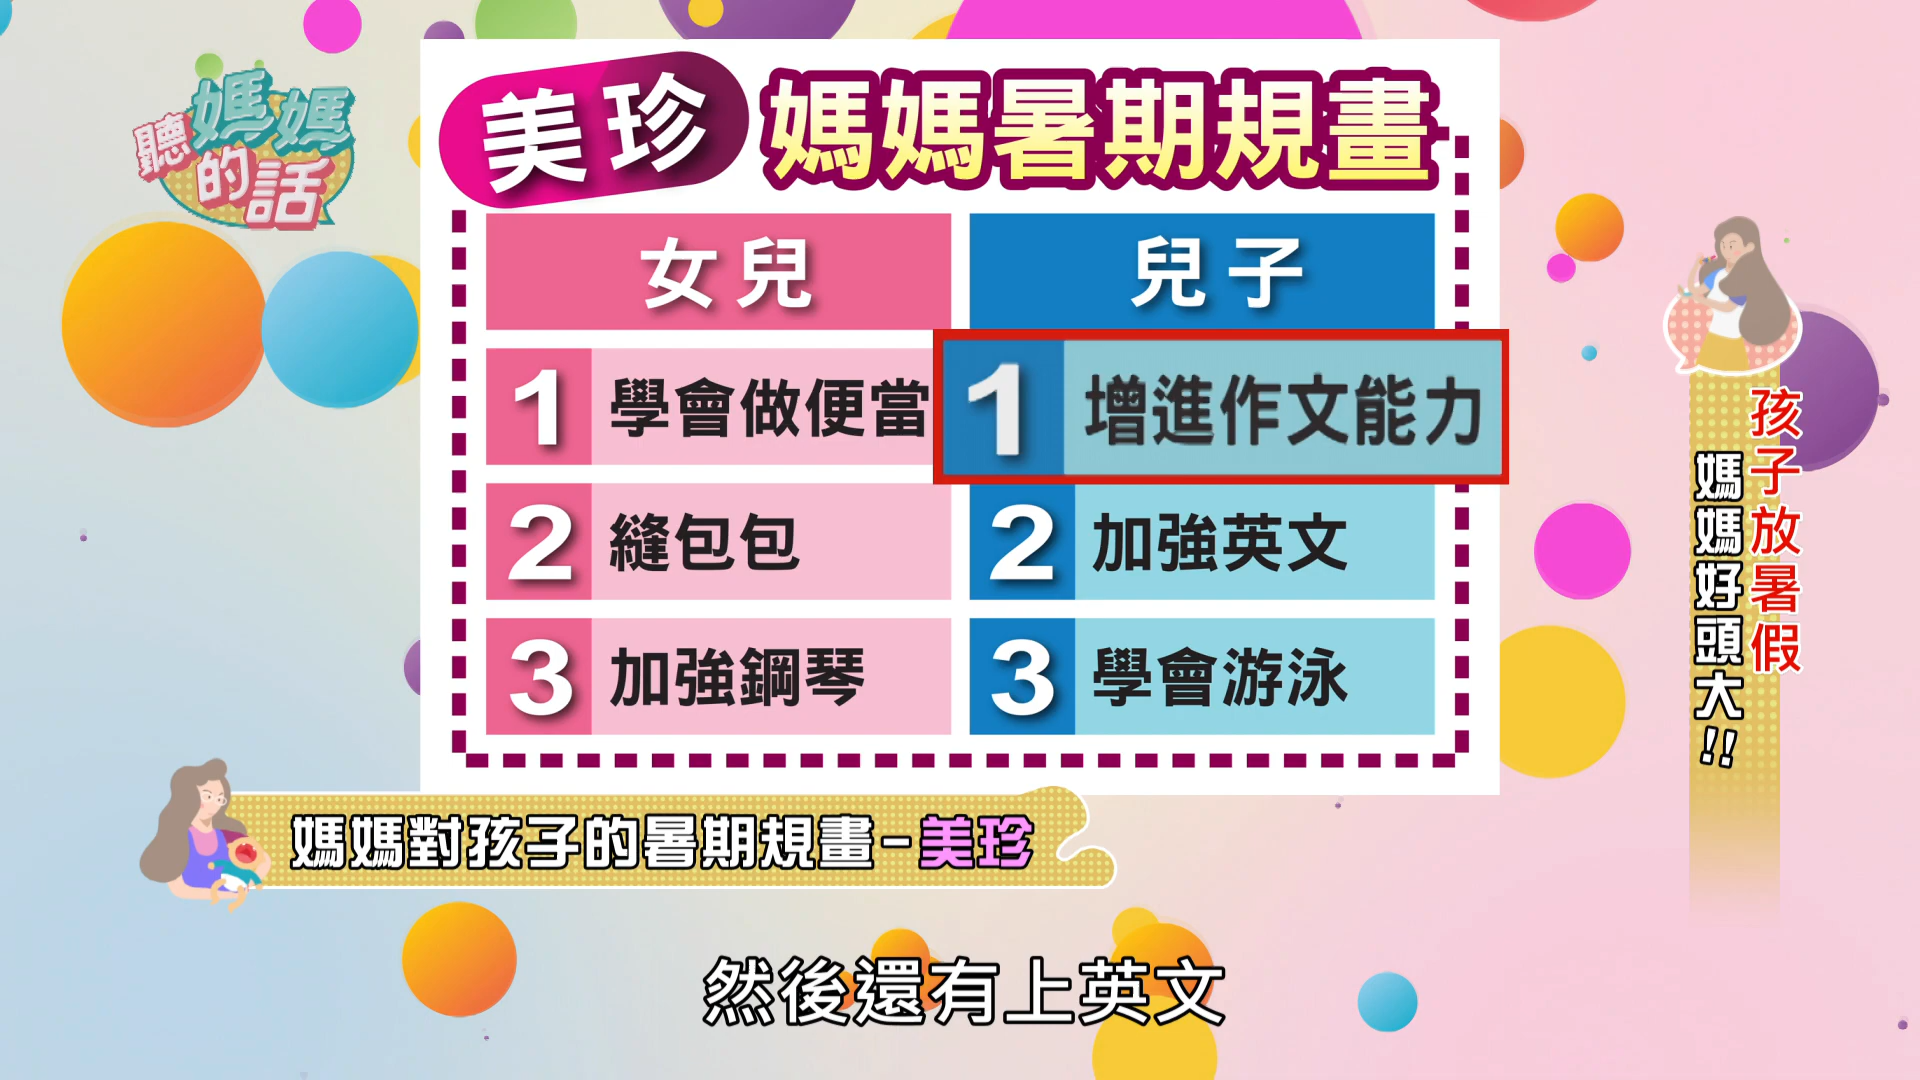 聽媽媽的話
美珍 媽媽暑期規畫
女兒
兒子
1 學會做便當
1 增進作文能力
2 縫包包
2 加強英文
3 加強鋼琴
3 學會游泳
孩子放暑假
媽媽好頭大!!
媽媽對孩子的暑期規畫-美珍
然後還有上英文